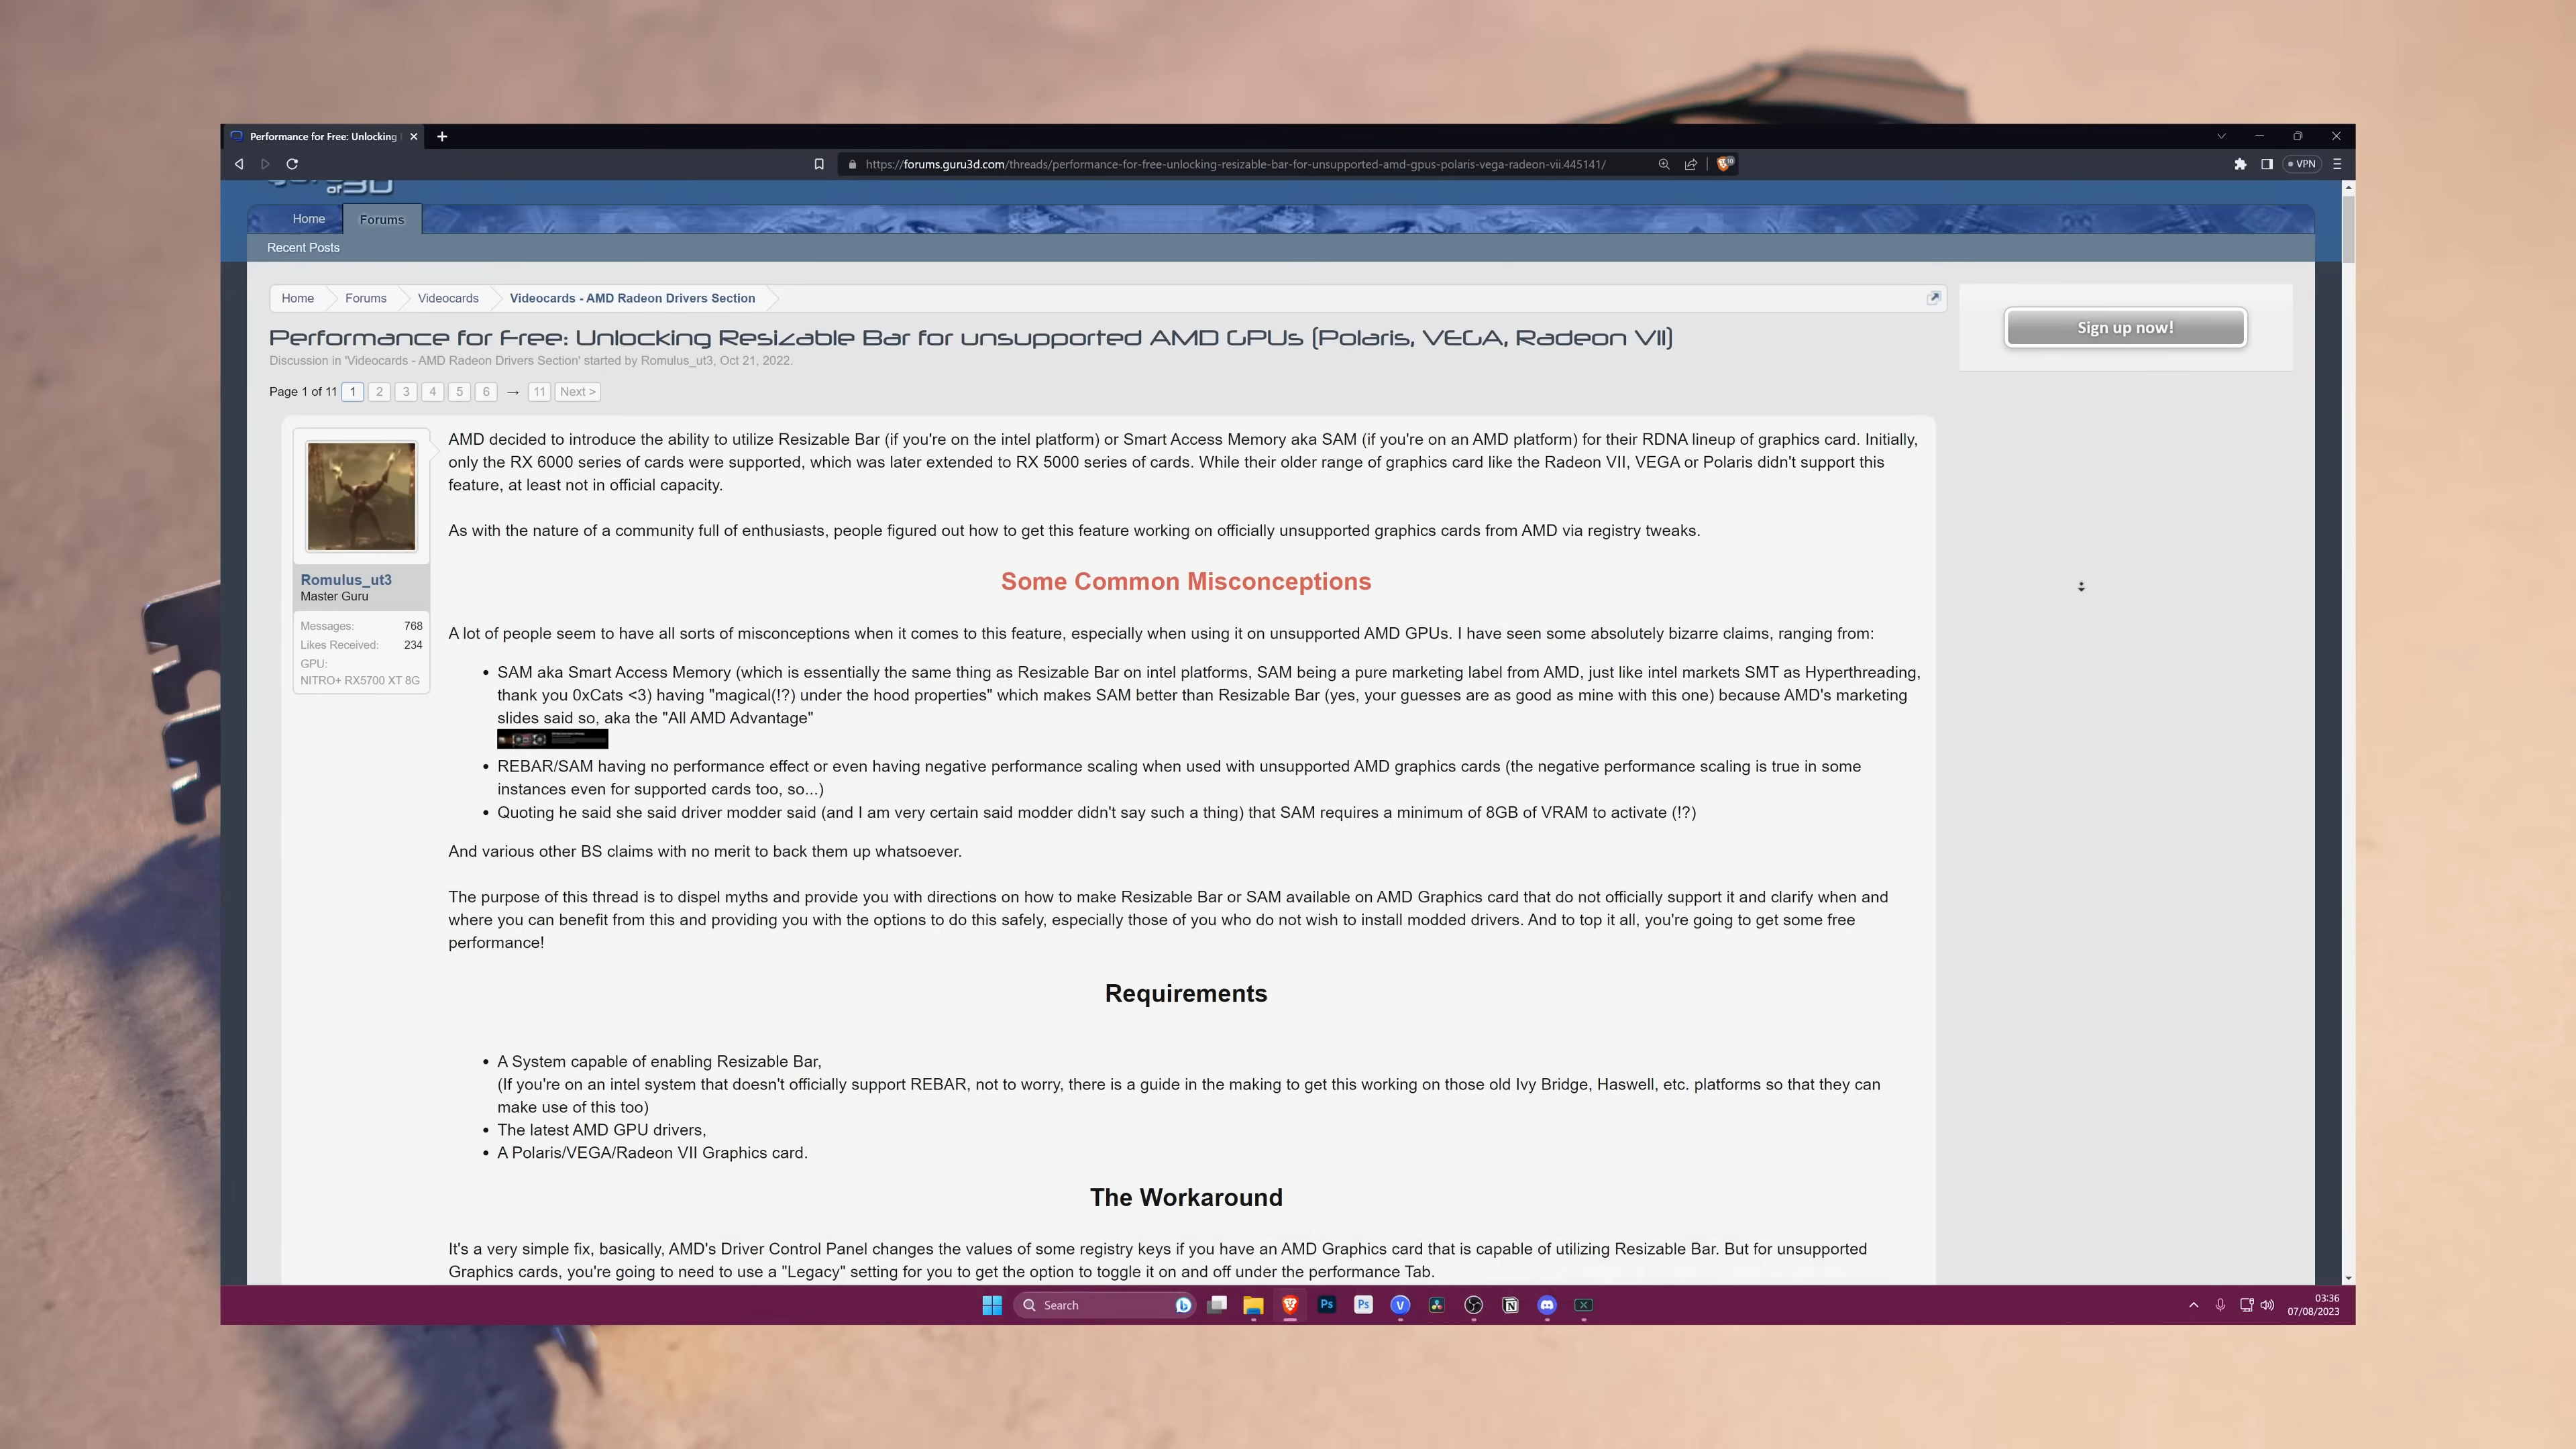 Performance for Free: Unlocking
https://forums.guru3d.com/threads/performance-for-free-unlocking-resizable-bar-for-unsupported-amd-gpus-polaris-vega-radeon-vii.445141/
10
VPN
of 3D
Home
Forums
Recent Posts
Home
Forums
Videocards
Videocards - AMD Radeon Drivers Section
Sign up now!
Performance for Free: Unlocking Resizable Bar for unsupported AMD GPUs (Polaris, VEGA, Radeon VII)
Discussion in 'Videocards - AMD Radeon Drivers Section' started by Romulus_ut3, Oct 21, 2022.
Page 1 of 11 1 2 3 4 5 6 → 11 Next >
Romulus_ut3
Master Guru
Messages: 768
Likes Received: 234
GPU:
NITRO+ RX5700 XT 8G
AMD decided to introduce the ability to utilize Resizable Bar (if you're on the intel platform) or Smart Access Memory aka SAM (if you're on an AMD platform) for their RDNA lineup of graphics card. Initially,
only the RX 6000 series of cards were supported, which was later extended to RX 5000 series of cards. While their older range of graphics card like the Radeon VII, VEGA or Polaris didn't support this
feature, at least not in official capacity.
As with the nature of a community full of enthusiasts, people figured out how to get this feature working on officially unsupported graphics cards from AMD via registry tweaks.
Some Common Misconceptions
A lot of people seem to have all sorts of misconceptions when it comes to this feature, especially when using it on unsupported AMD GPUs. I have seen some absolutely bizarre claims, ranging from:
• SAM aka Smart Access Memory (which is essentially the same thing as Resizable Bar on intel platforms, SAM being a pure marketing label from AMD, just like intel markets SMT as Hyperthreading,
thank you 0xCats <3) having "magical(!?) under the hood properties" which makes SAM better than Resizable Bar (yes, your guesses are as good as mine with this one) because AMD's marketing
slides said so, aka the "All AMD Advantage"
• REBAR/SAM having no performance effect or even having negative performance scaling when used with unsupported AMD graphics cards (the negative performance scaling is true in some
instances even for supported cards too, so...)
• Quoting he said she said driver modder said (and I am very certain said modder didn't say such a thing) that SAM requires a minimum of 8GB of VRAM to activate (!?)
And various other BS claims with no merit to back them up whatsoever.
The purpose of this thread is to dispel myths and provide you with directions on how to make Resizable Bar or SAM available on AMD Graphics card that do not officially support it and clarify when and
where you can benefit from this and providing you with the options to do this safely, especially those of you who do not wish to install modded drivers. And to top it all, you're going to get some free
performance!
Requirements
• A System capable of enabling Resizable Bar,
(If you're on an intel system that doesn't officially support REBAR, not to worry, there is a guide in the making to get this working on those old Ivy Bridge, Haswell, etc. platforms so that they can
make use of this too)
• The latest AMD GPU drivers,
• A Polaris/VEGA/Radeon VII Graphics card.
The Workaround
It's a very simple fix, basically, AMD's Driver Control Panel changes the values of some registry keys if you have an AMD Graphics card that is capable of utilizing Resizable Bar. But for unsupported
Graphics cards, you're going to need to use a "Legacy" setting for you to get the option to toggle it on and off under the performance Tab.
Search
Ps
Ps
V
N
X
03:36
07/08/2023